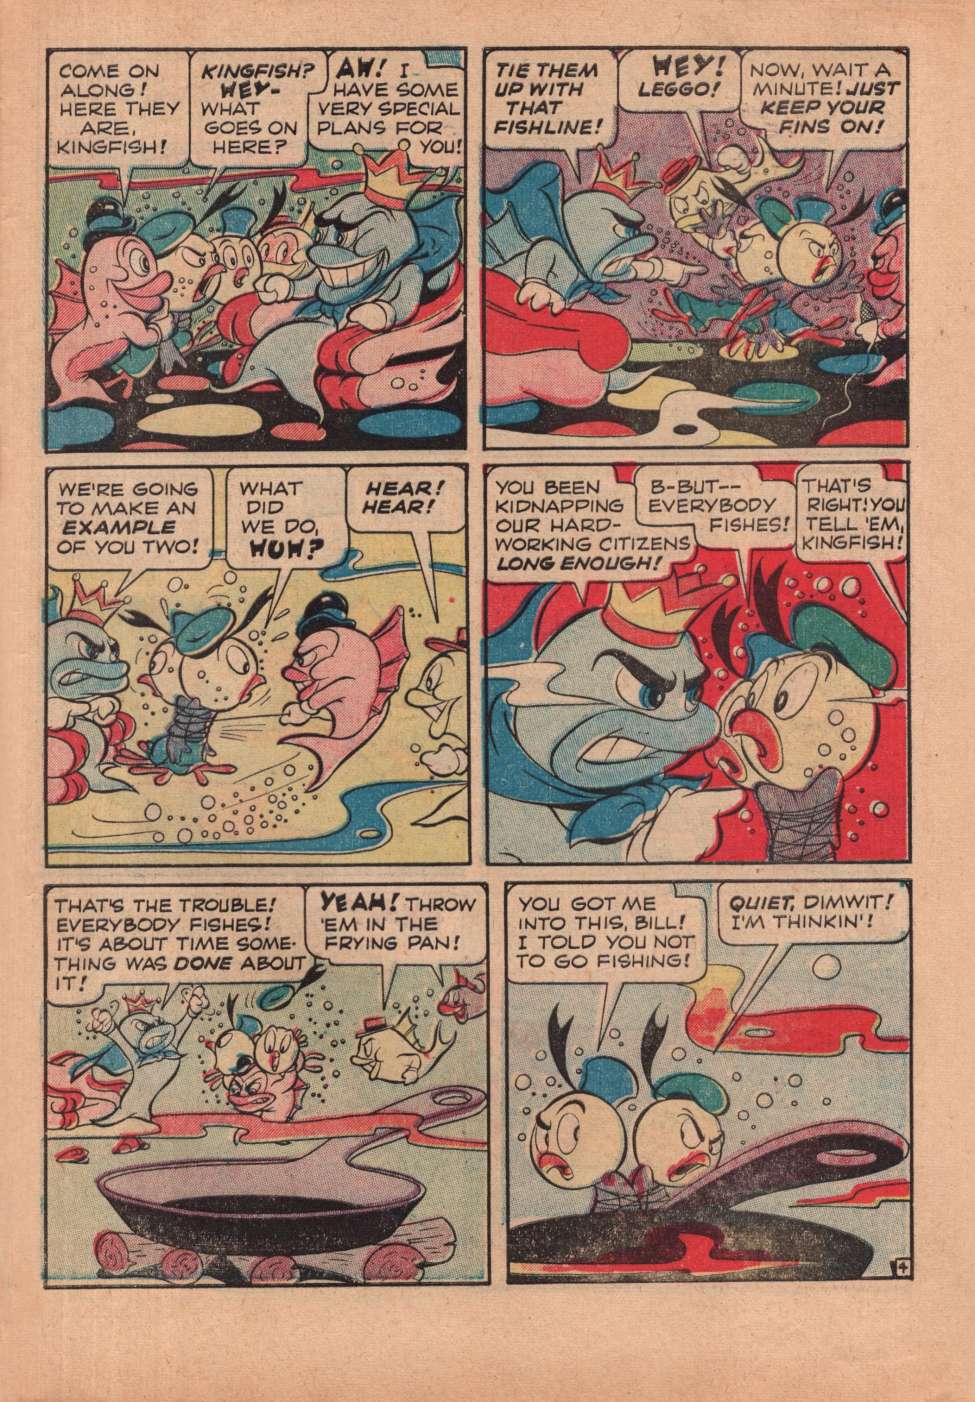 COME ON
ALONG!
HERE THEY
ARE,
KINGFISH!
KINGFISH?
HEY-
WHAT
GOES ON
HERE?
AW! I
HAVE SOME
VERY SPECIAL
PLANS FOR
YOU!
TIE THEM
UP WITH
THAT
FISHLINE!
HEY!
LEGGO!
NOW, WAIT A
MINUTE! JUST
KEEP YOUR
FINS ON!
WE'RE GOING
TO MAKE AN
EXAMPLE
OF YOU TWO!
WHAT
DID
WE DO,
HUH?
HEAR!
HEAR!
YOU BEEN
KIDNAPPING
OUR HARD-
WORKING CITIZENS
LONG ENOUGH!
B-BUT--
EVERYBODY
FISHES!
THAT'S
RIGHT! YOU
TELL 'EM,
KINGFISH!
THAT'S THE TROUBLE!
EVERYBODY FISHES!
IT'S ABOUT TIME SOME-
THING WAS DONE ABOUT
IT!
YEAH! THROW
'EM IN THE
FRYING PAN!
YOU GOT ME
INTO THIS, BILL!
I TOLD YOU NOT
TO GO FISHING!
QUIET, DIMWIT!
I'M THINKIN'!
4